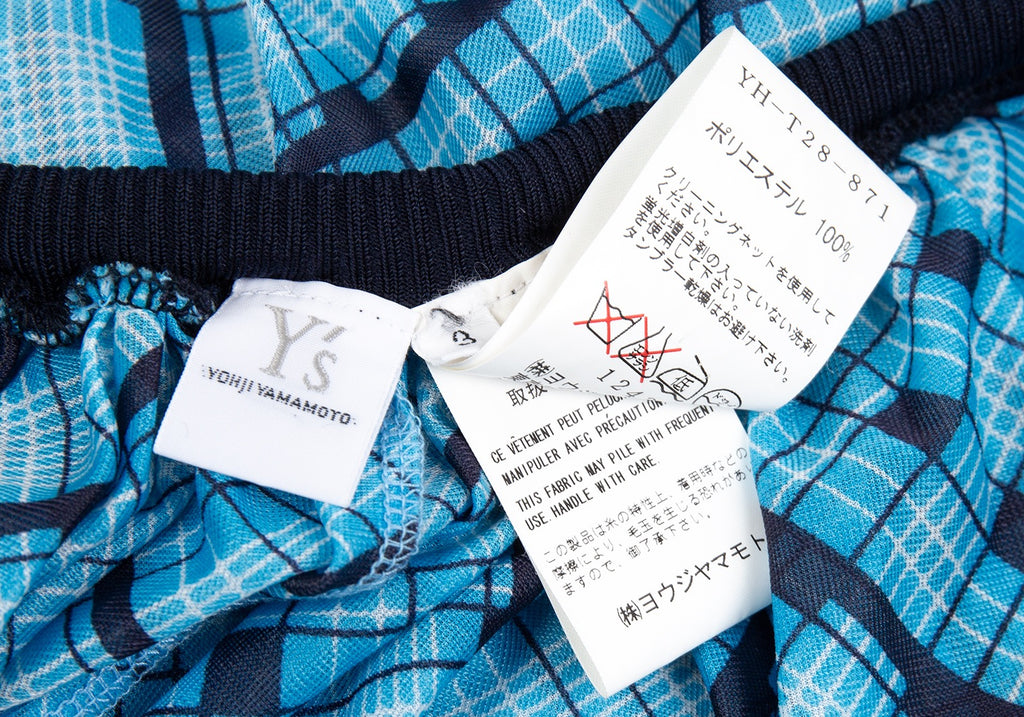 Y's
YOHJI YAMAMOTO
3
YH-T28-871
ポリエステル 100%
クリーニングネットを使用して
ください。
蛍光増白剤の入っていない洗剤
を使用して下さい。
タンブラー乾燥はお避け下さい。
CE VÊTEMENT PEUT
MANIPULER AVEC PRÉCAUTION
THIS FABRIC MAY PILE WITH FREQUENT
USE. HANDLE WITH CARE.
この製品は糸の特性上、着用時などの
摩擦により、毛玉を生じる恐れがあ
ますので、御了承下さい。
(株)ヨウジヤマモト